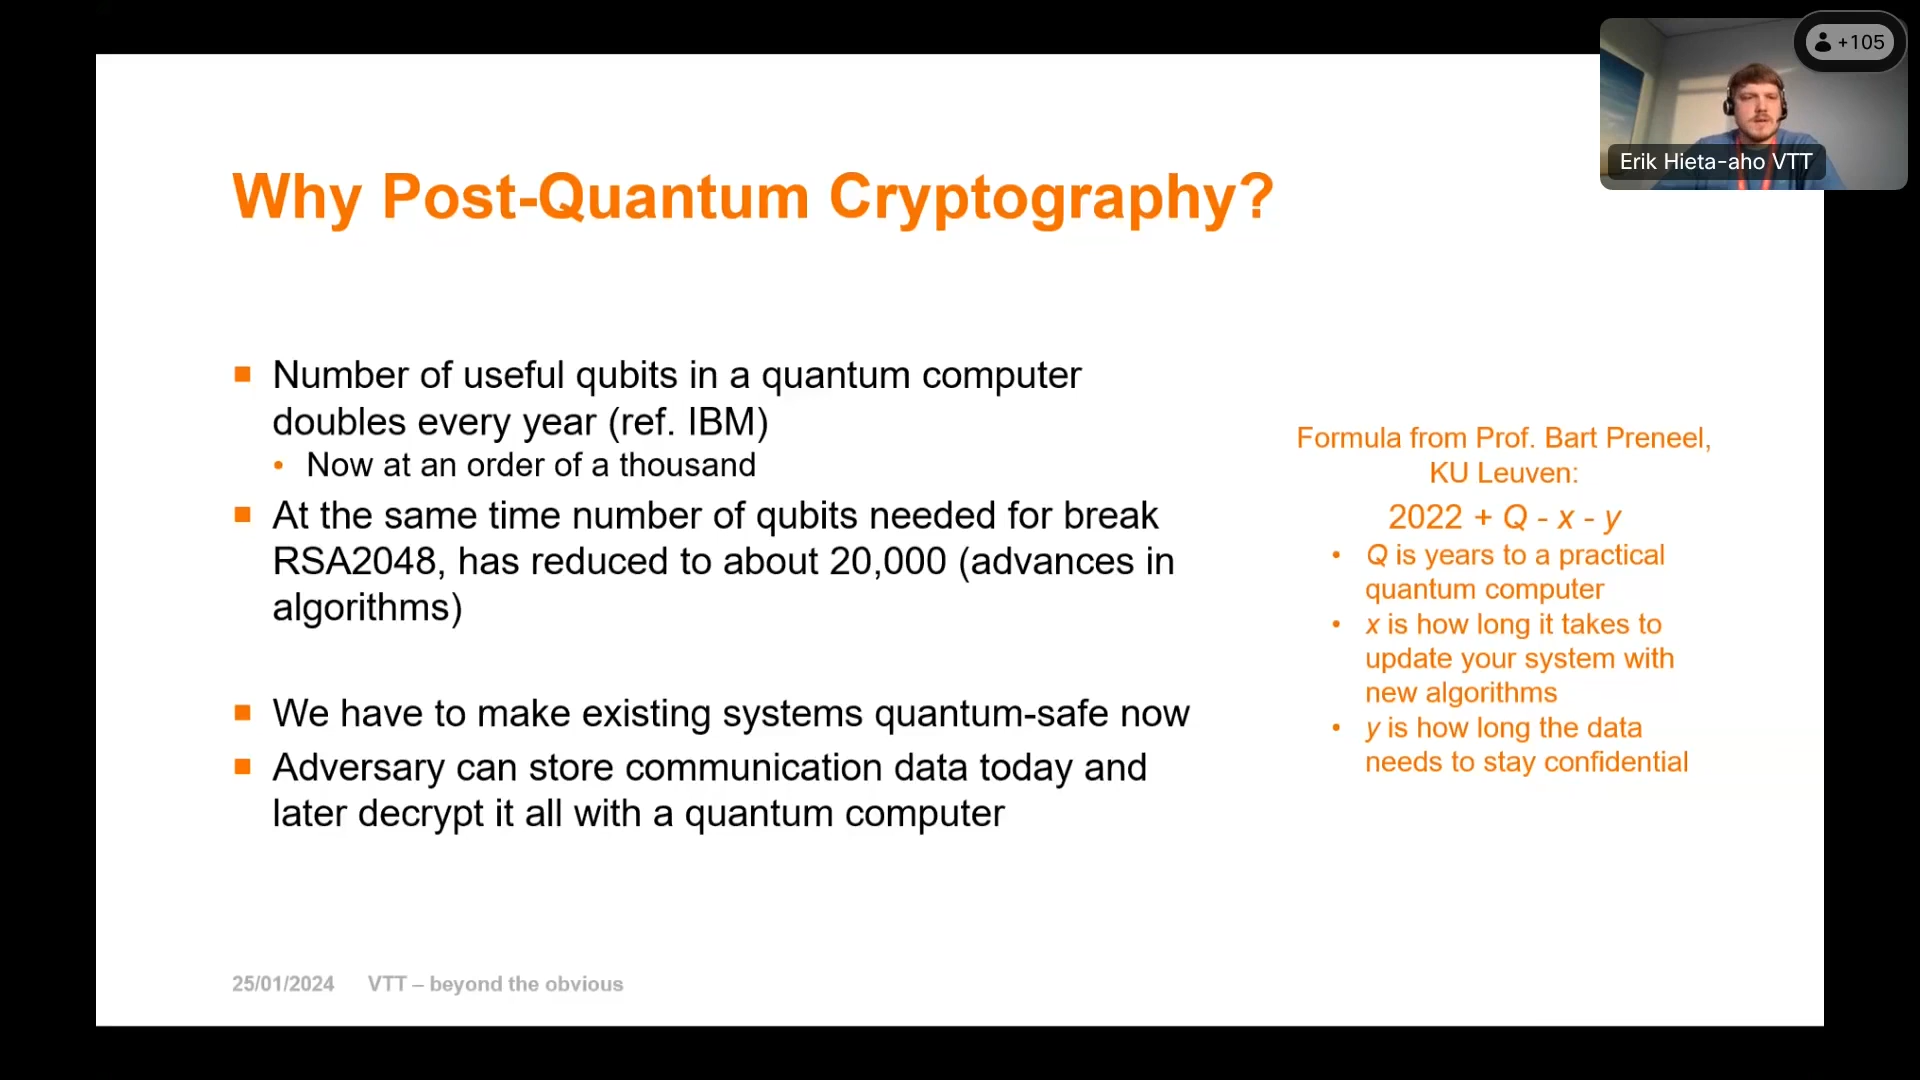 +105
Erik Hieta-aho VTT
Why Post-Quantum Cryptography?
Number of useful qubits in a quantum computer
doubles every year (ref. IBM)
Now at an order of a thousand
At the same time number of qubits needed for break
RSA2048, has reduced to about 20,000 (advances in
algorithms)
We have to make existing systems quantum-safe now
Adversary can store communication data today and
later decrypt it all with a quantum computer
Formula from Prof. Bart Preneel,
KU Leuven:
2022 + Q - x - y
Q is years to a practical
quantum computer
x is how long it takes to
update your system with
new algorithms
y is how long the data
needs to stay confidential
25/01/2024 VTT – beyond the obvious